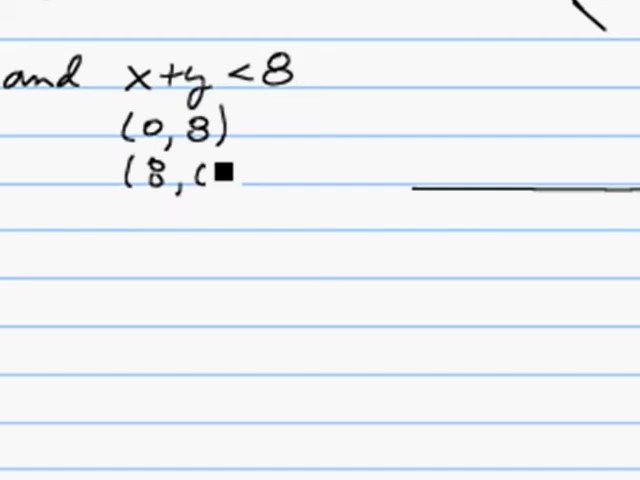 and x+y <8
(0, 8)
(8,